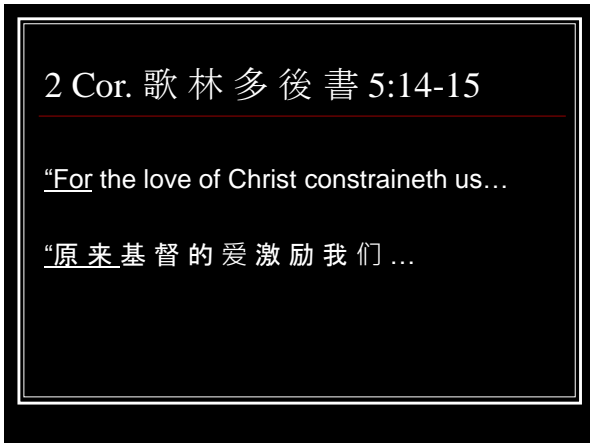 2 Cor. 歌 林 多 後 書 5:14-15
“For the love of Christ constraineth us…
“原 来 基 督 的 爱 激 励 我 们 …